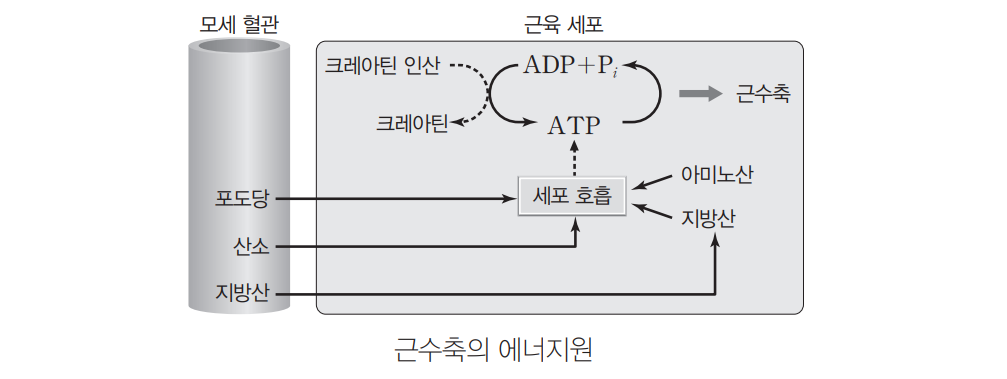 모세 혈관
근육 세포
크레아틴 인산
ADP+Pi
근수축
크레아틴
ATP
아미노산
포도당
세포 호흡
지방산
산소
지방산
근수축의 에너지원